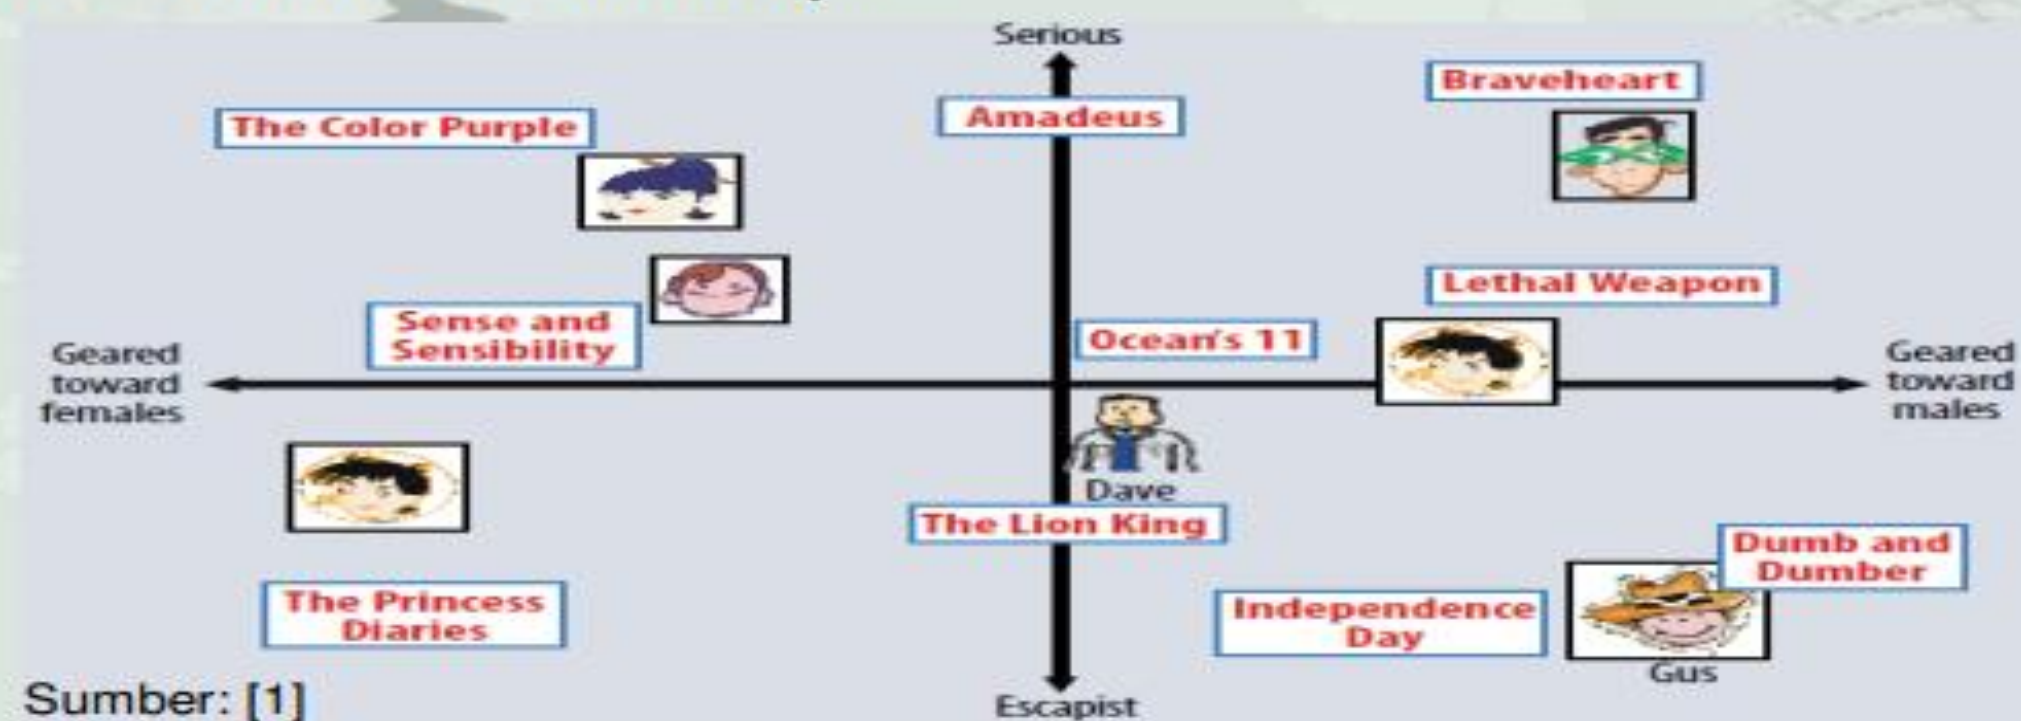 Serious
Braveheart
The Color Purple
Amadeus
Lethal Weapon
Sense and
Sensibility
Ocean's 11
Geared
toward
females
Geared
toward
males
Dave
The Lion King
Dumb and
Dumber
The Princess
Diaries
Independence
Day
Gus
Escapist
Sumber: [1]